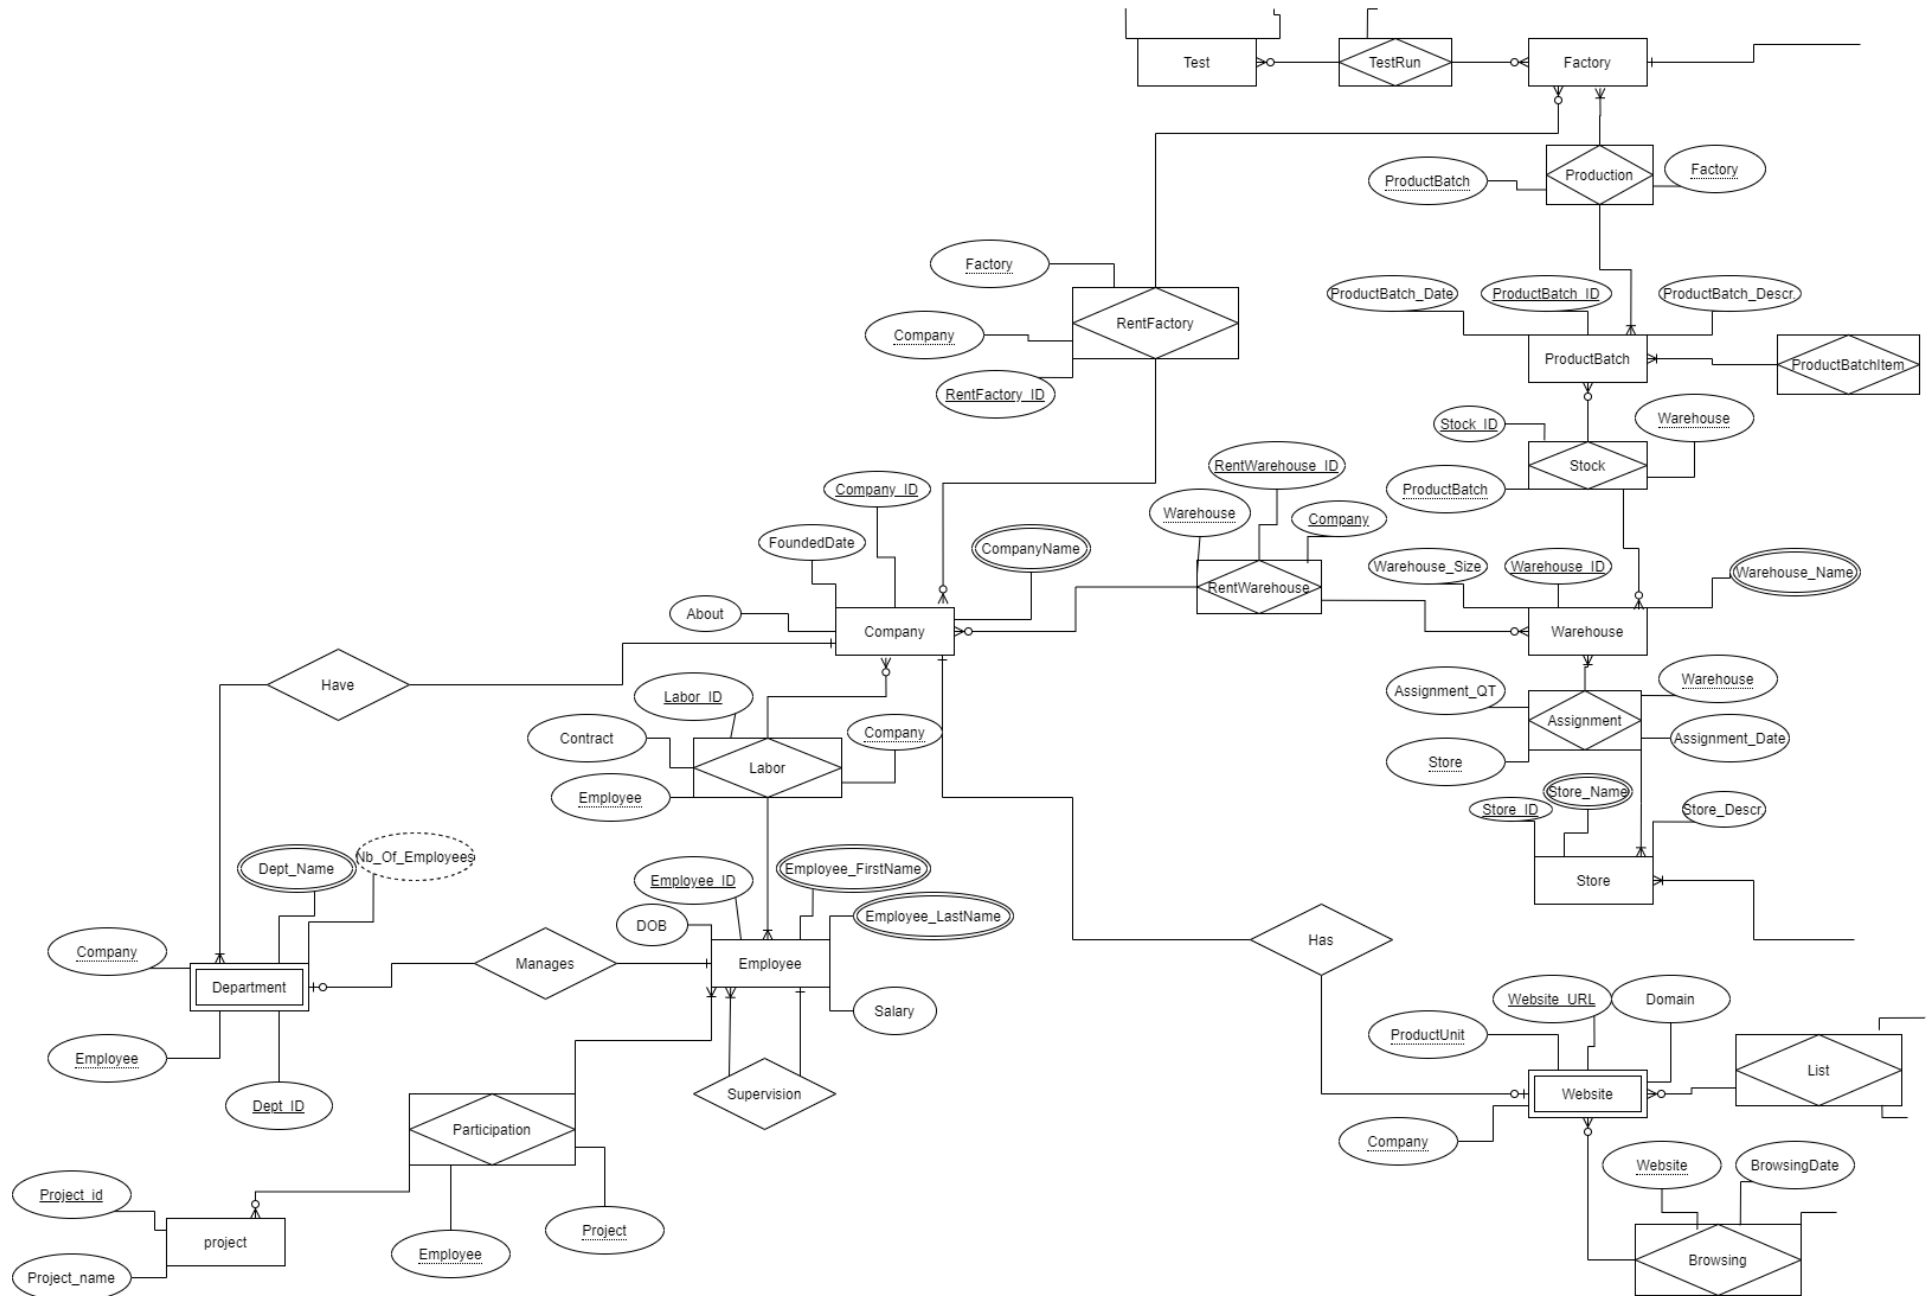 Test
TestRun
Factory
ProductBatch
Production
Factory
Factory
Company
RentFactory_ID
RentFactory
ProductBatch_Date
ProductBatch_ID
ProductBatch_Descr.
ProductBatch
ProductBatchItem
Stock_ID
Warehouse
Stock
ProductBatch
Company_ID
FoundedDate
CompanyName
About
Company
RentWarehouse_ID
Warehouse
Company
RentWarehouse
Warehouse_Size
Warehouse_ID
Warehouse_Name
Warehouse
Have
Labor_ID
Contract
Company
Labor
Employee
Assignment_QT
Warehouse
Assignment
Assignment_Date
Store
Store_Name
Store_ID
Store_Descr.
Store
Dept_Name
Nb_Of_Employees
Company
Department
Employee
Dept_ID
Manages
Employee_ID
Employee_FirstName
DOB
Employee_LastName
Employee
Salary
Supervision
Has
Website_URL
Domain
ProductUnit
Website
List
Company
Participation
Project_id
Project
Employee
project
Project_name
Website
BrowsingDate
Browsing